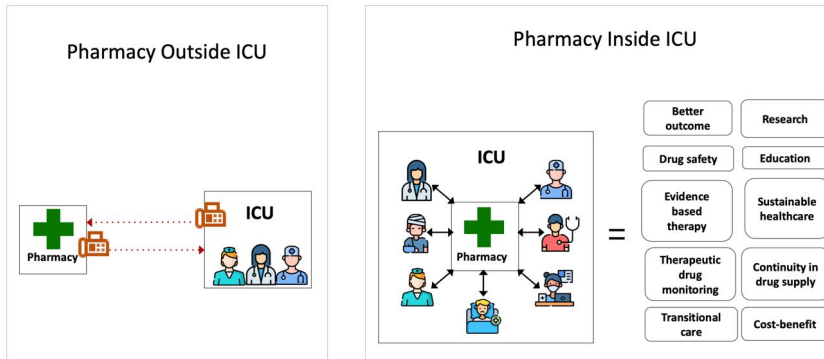 Pharmacy Outside ICU
ICU
Pharmacy
Pharmacy Inside ICU
ICU
Pharmacy
=
Better
outcome
Research
Drug safety
Education
Evidence
based
therapy
Sustainable
healthcare
Therapeutic
drug
monitoring
Continuity in
drug supply
Transitional
care
Cost-benefit